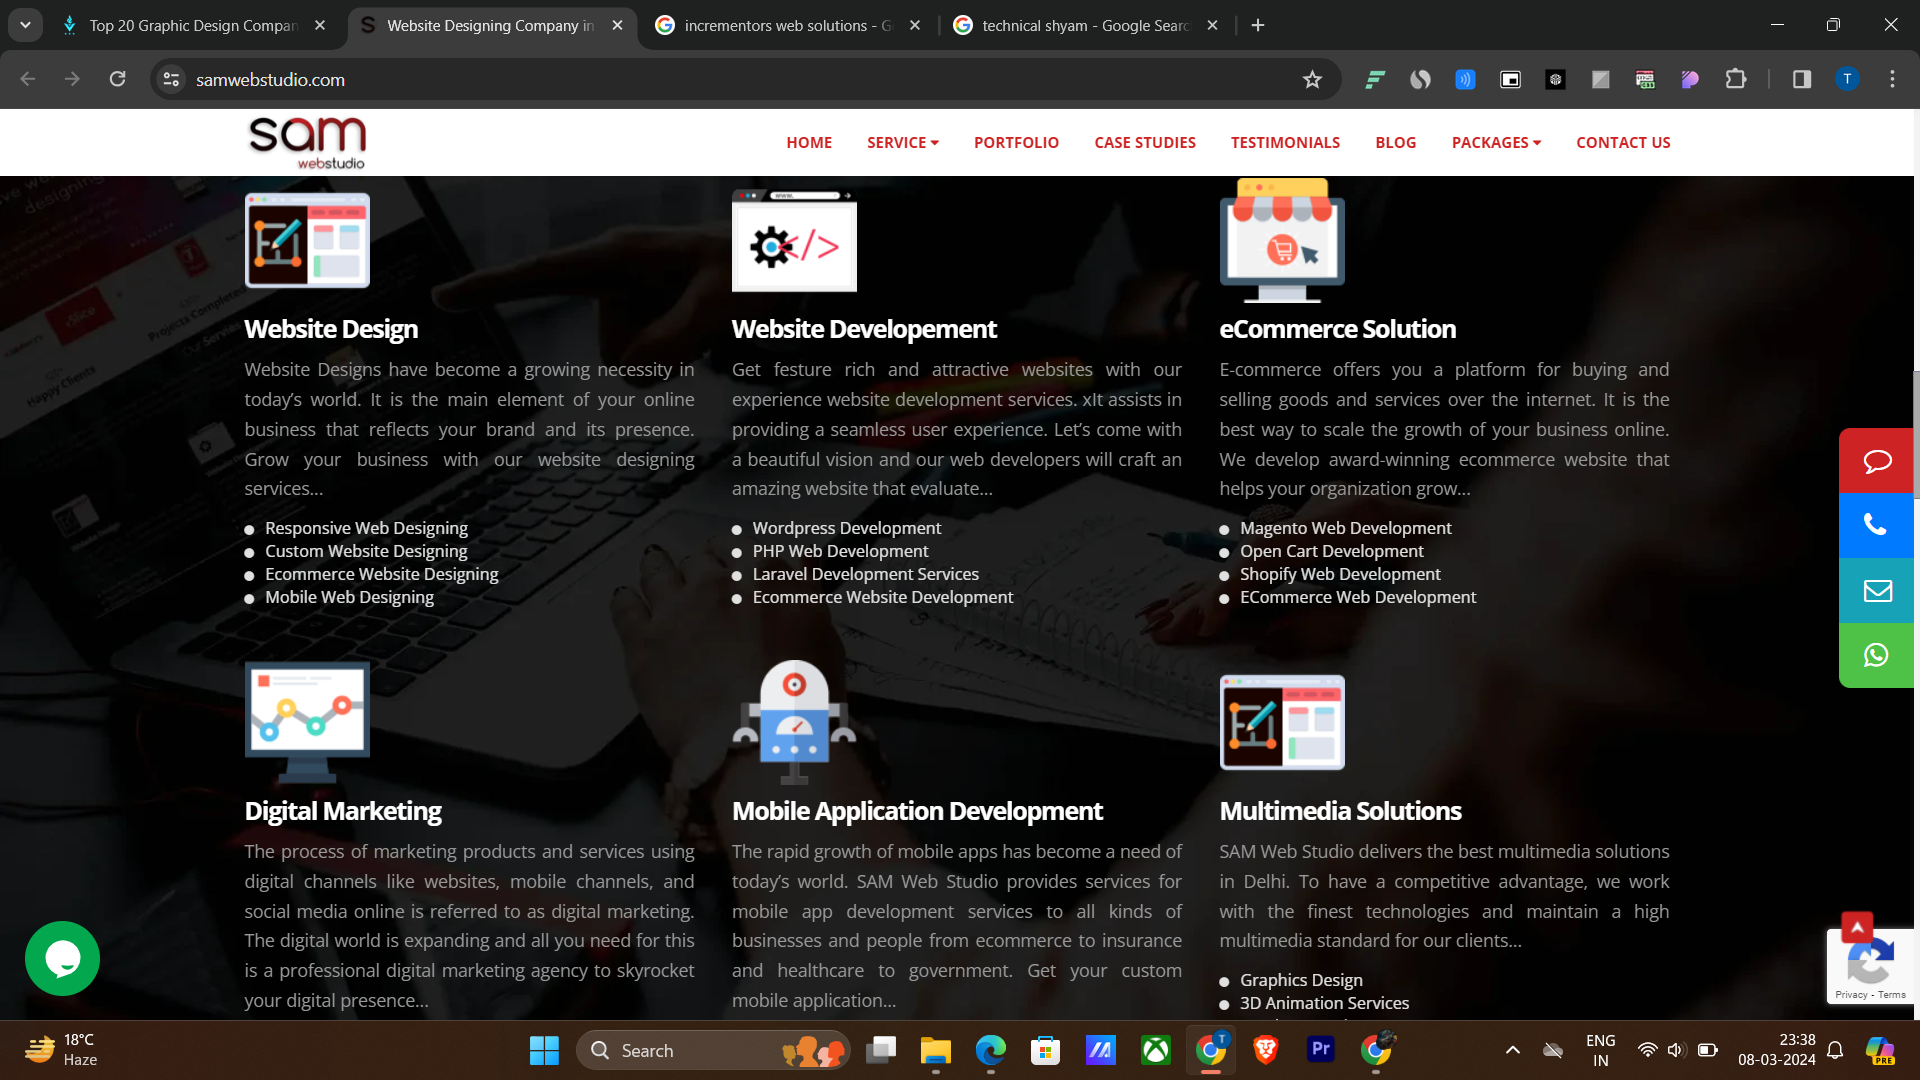 Top 20 Graphic Design Compan
Website Designing Company in
incrementors web solutions - G
technical shyam - Google Searc
samwebstudio.com
T
sam
webstudio
HOME
SERVICE
PORTFOLIO
CASE STUDIES
TESTIMONIALS
BLOG
PACKAGES
CONTACT US
Website Design
Website Designs have become a growing necessity in
today's world. It is the main element of your online
business that reflects your brand and its presence.
Grow your business with our website designing
services...
Responsive Web Designing
Custom Website Designing
Ecommerce Website Designing
Mobile Web Designing
www.
Website Developement
Get festure rich and attractive websites with our
experience website development services. xIt assists in
providing a seamless user experience. Let's come with
a beautiful vision and our web developers will craft an
amazing website that evaluate...
Wordpress Development
PHP Web Development
Laravel Development Services
Ecommerce Website Development
eCommerce Solution
E-commerce offers you a platform for buying and
selling goods and services over the internet. It is the
best way to scale the growth of your business online.
We develop award-winning ecommerce website that
helps your organization grow...
Magento Web Development
Open Cart Development
Shopify Web Development
ECommerce Web Development
Projects Completed
Our Services
Happy Clients
Slice
Digital Marketing
The process of marketing products and services using
digital channels like websites, mobile channels, and
social media online is referred to as digital marketing.
The digital world is expanding and all you need for this
is a professional digital marketing agency to skyrocket
your digital presence...
Mobile Application Development
The rapid growth of mobile apps has become a need of
today's world. SAM Web Studio provides services for
mobile app development services to all kinds of
businesses and people from ecommerce to insurance
and healthcare to government. Get your custom
mobile application...
Multimedia Solutions
SAM Web Studio delivers the best multimedia solutions
in Delhi. To have a competitive advantage, we work
with the finest technologies and maintain a high
multimedia standard for our clients...
Graphics Design
3D Animation Services
Privacy - Terms
18°C
Haze
Search
Pr
T
ENG
IN
23:38
08-03-2024
PRE